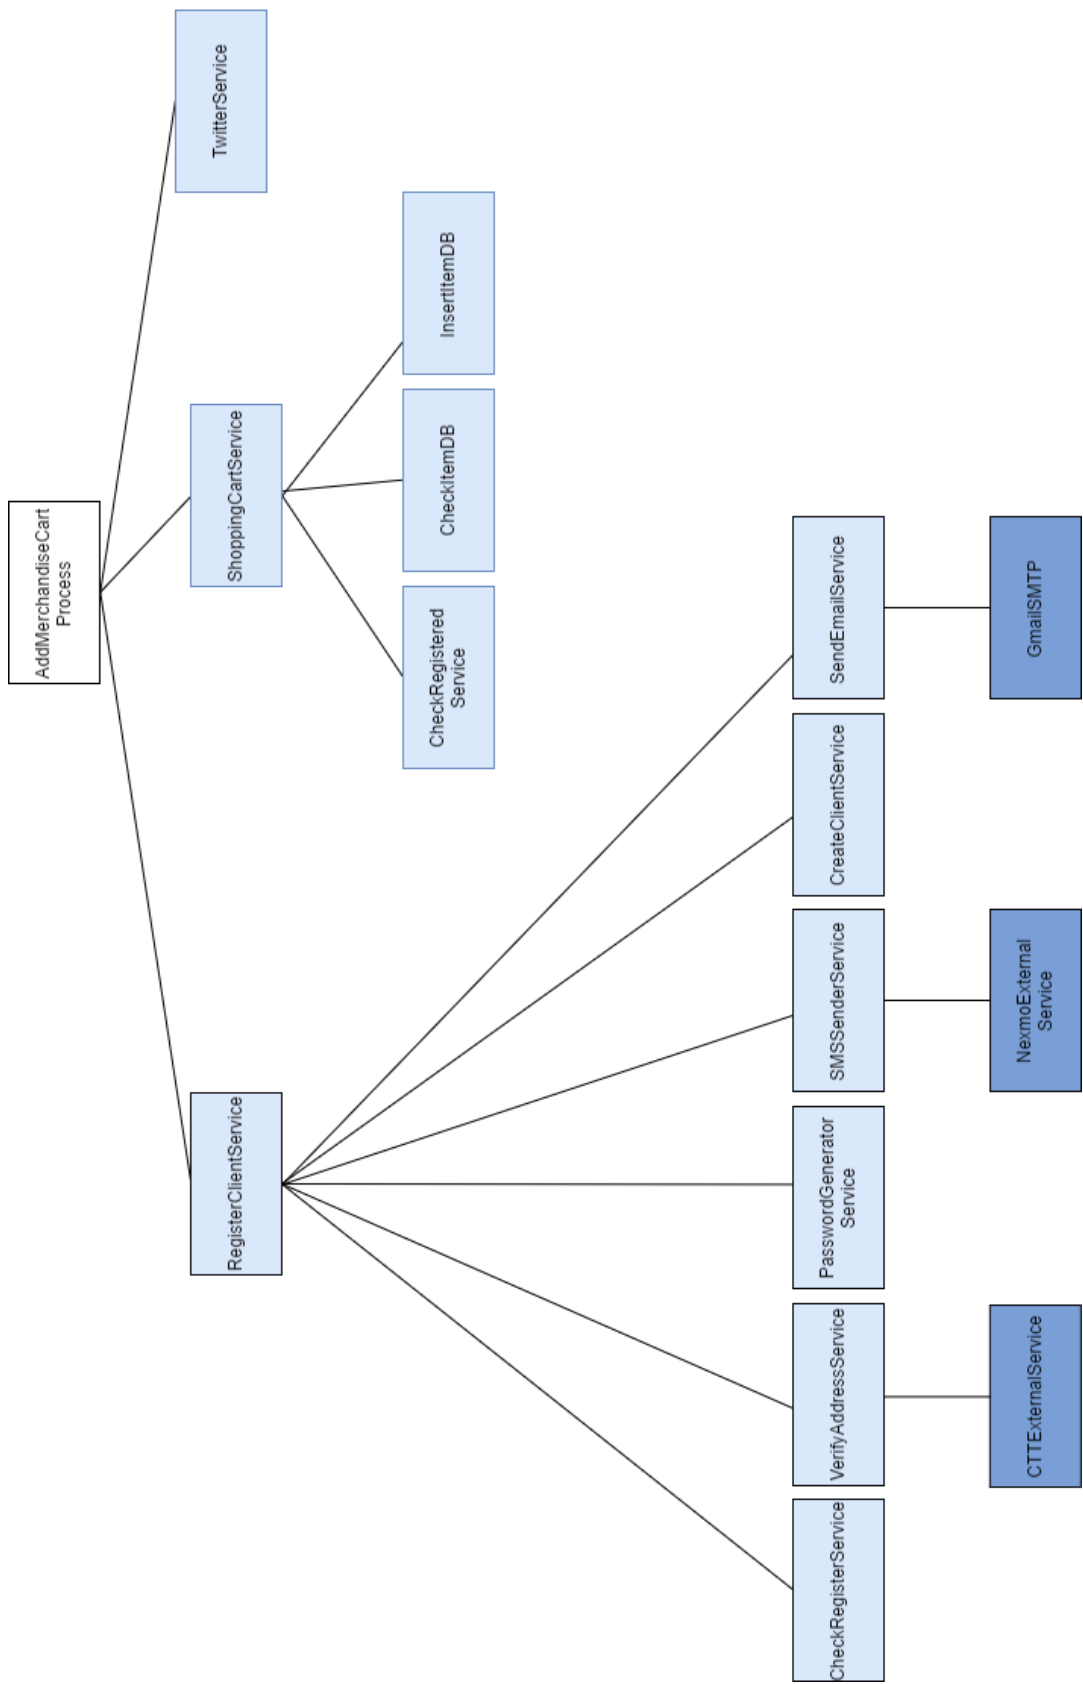 AddMerchandiseCart
Process
RegisterClientService
ShoppingCartService
TwitterService
CheckRegistered
Service
CheckItemDB
InsertItemDB
CheckRegisterService
VerifyAddressService
PasswordGenerator
Service
SMSSenderService
CreateClientService
SendEmailService
CTTExternalService
NexmoExternal
Service
GmailSMTP